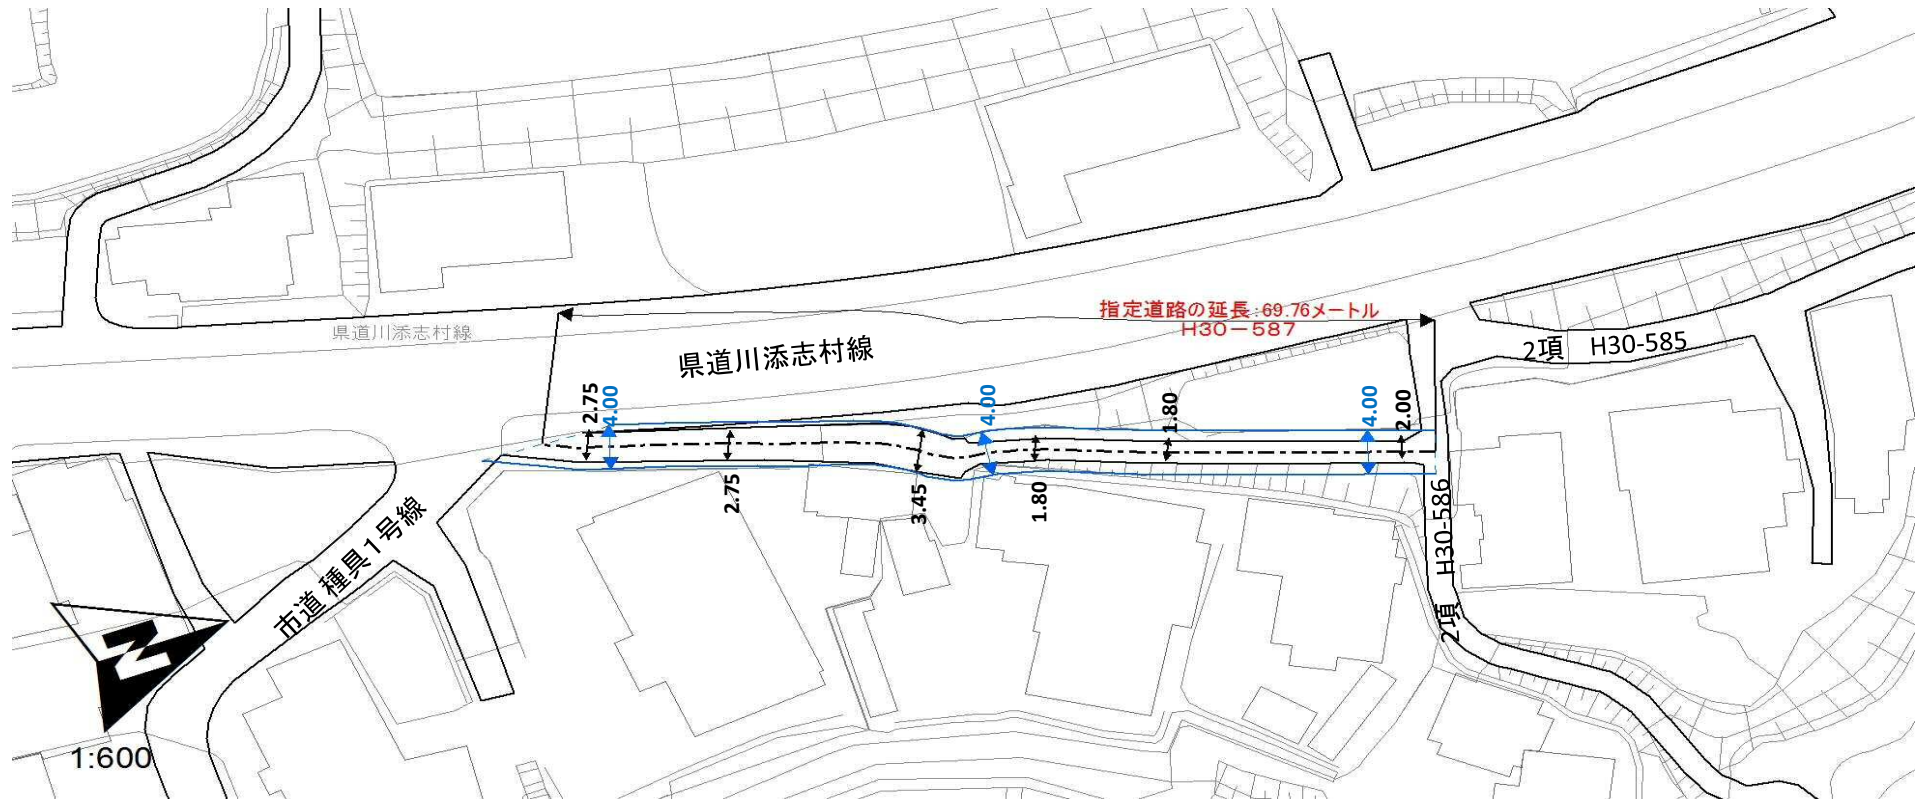 指定道路の延長:69.76メートル
H30－587
県道川添志村線
県道川添志村線
2項 H30-585
2.75
4.00
4.00
1.80
4.00
2.00
2.75
3.45
1.80
2項 H30-586
市道 種具1号線
N
1:600